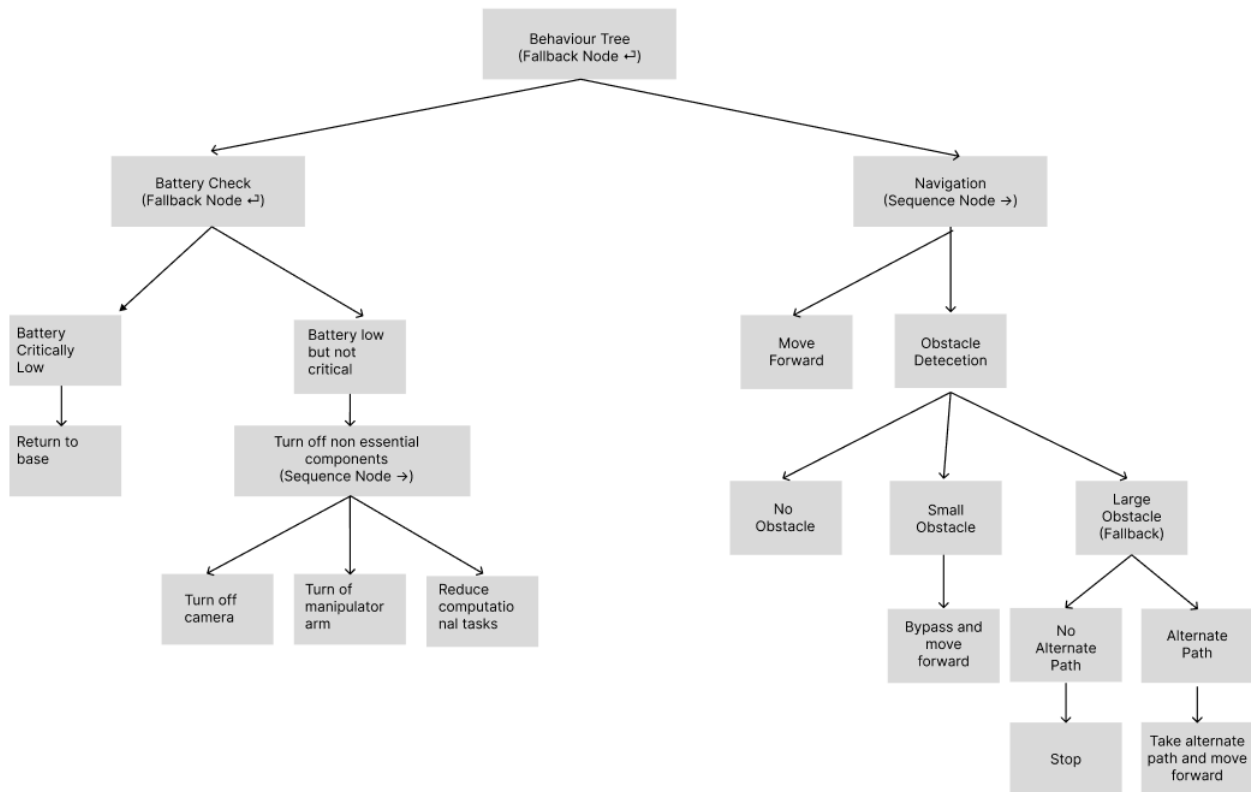 Behaviour Tree
(Fallback Node ⏎)
Battery Check
(Fallback Node ⏎)
Navigation
(Sequence Node →)
Battery
Critically
Low
Battery low
but not
critical
Move
Forward
Obstacle
Detecetion
Return to
base
Turn off non essential
components
(Sequence Node →)
No
Obstacle
Small
Obstacle
Large
Obstacle
(Fallback)
Turn off
camera
Turn of
manipulator
arm
Reduce
computatio
nal tasks
Bypass and
move
forward
No
Alternate
Path
Alternate
Path
Stop
Take alternate
path and move
forward